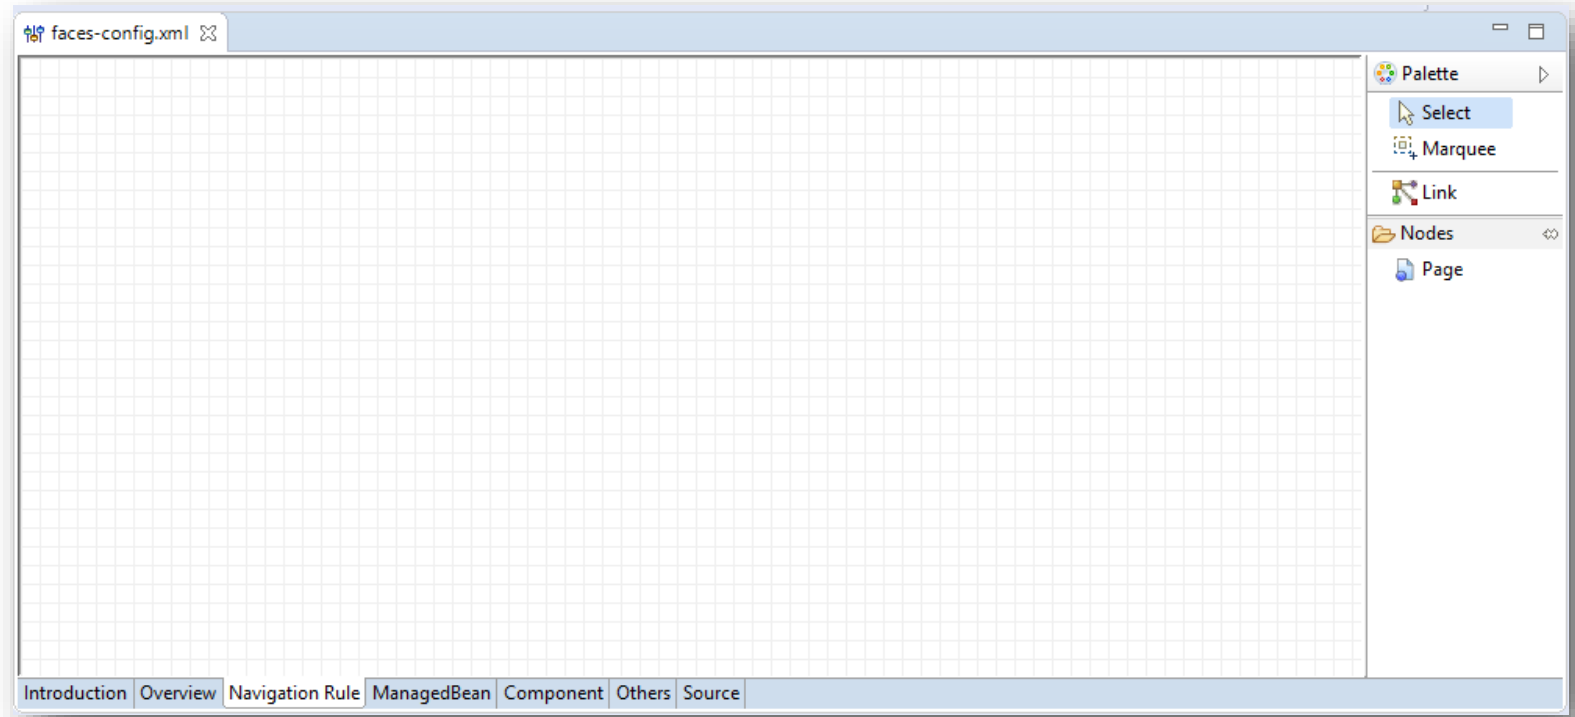 faces-config.xml
Palette
Select
Marquee
Link
Nodes
Page
Introduction Overview Navigation Rule ManagedBean Component Others Source